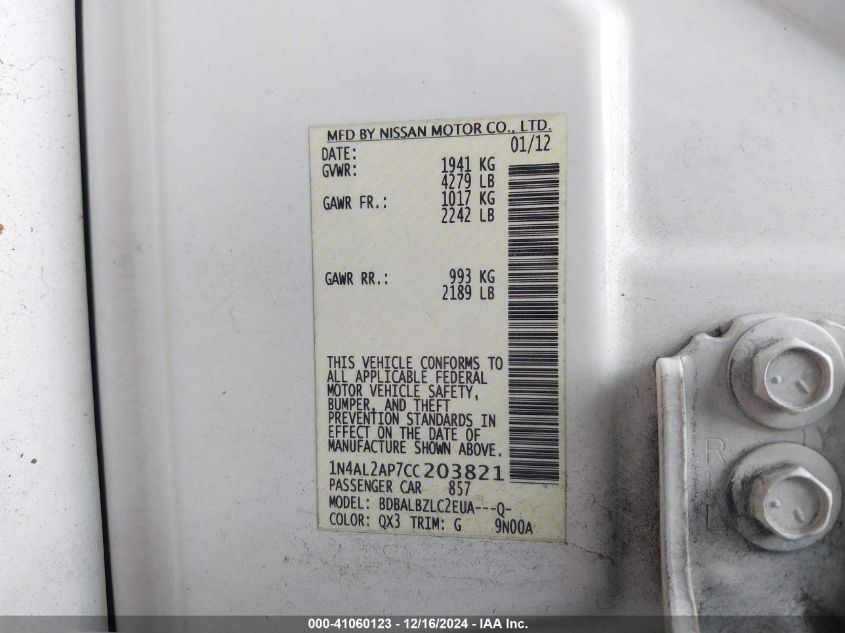 MFD BY NISSAN MOTOR CO., LTD.
DATE: 01/12
GVWR: 1941 KG
4279 LB
GAWR FR.: 1017 KG
2242 LB
GAWR RR.: 993 KG
2189 LB
THIS VEHICLE CONFORMS TO
ALL APPLICABLE FEDERAL
MOTOR VEHICLE SAFETY,
BUMPER, AND THEFT
PREVENTION STANDARDS IN
EFFECT ON THE DATE OF
MANUFACTURE SHOWN ABOVE.
1N4AL2AP7CC203821
PASSENGER CAR 857
MODEL: BDBALBZLC2EUA---Q-
COLOR: QX3 TRIM: G 9N00A
R
000-41060123 - 12/16/2024 - IAA Inc.